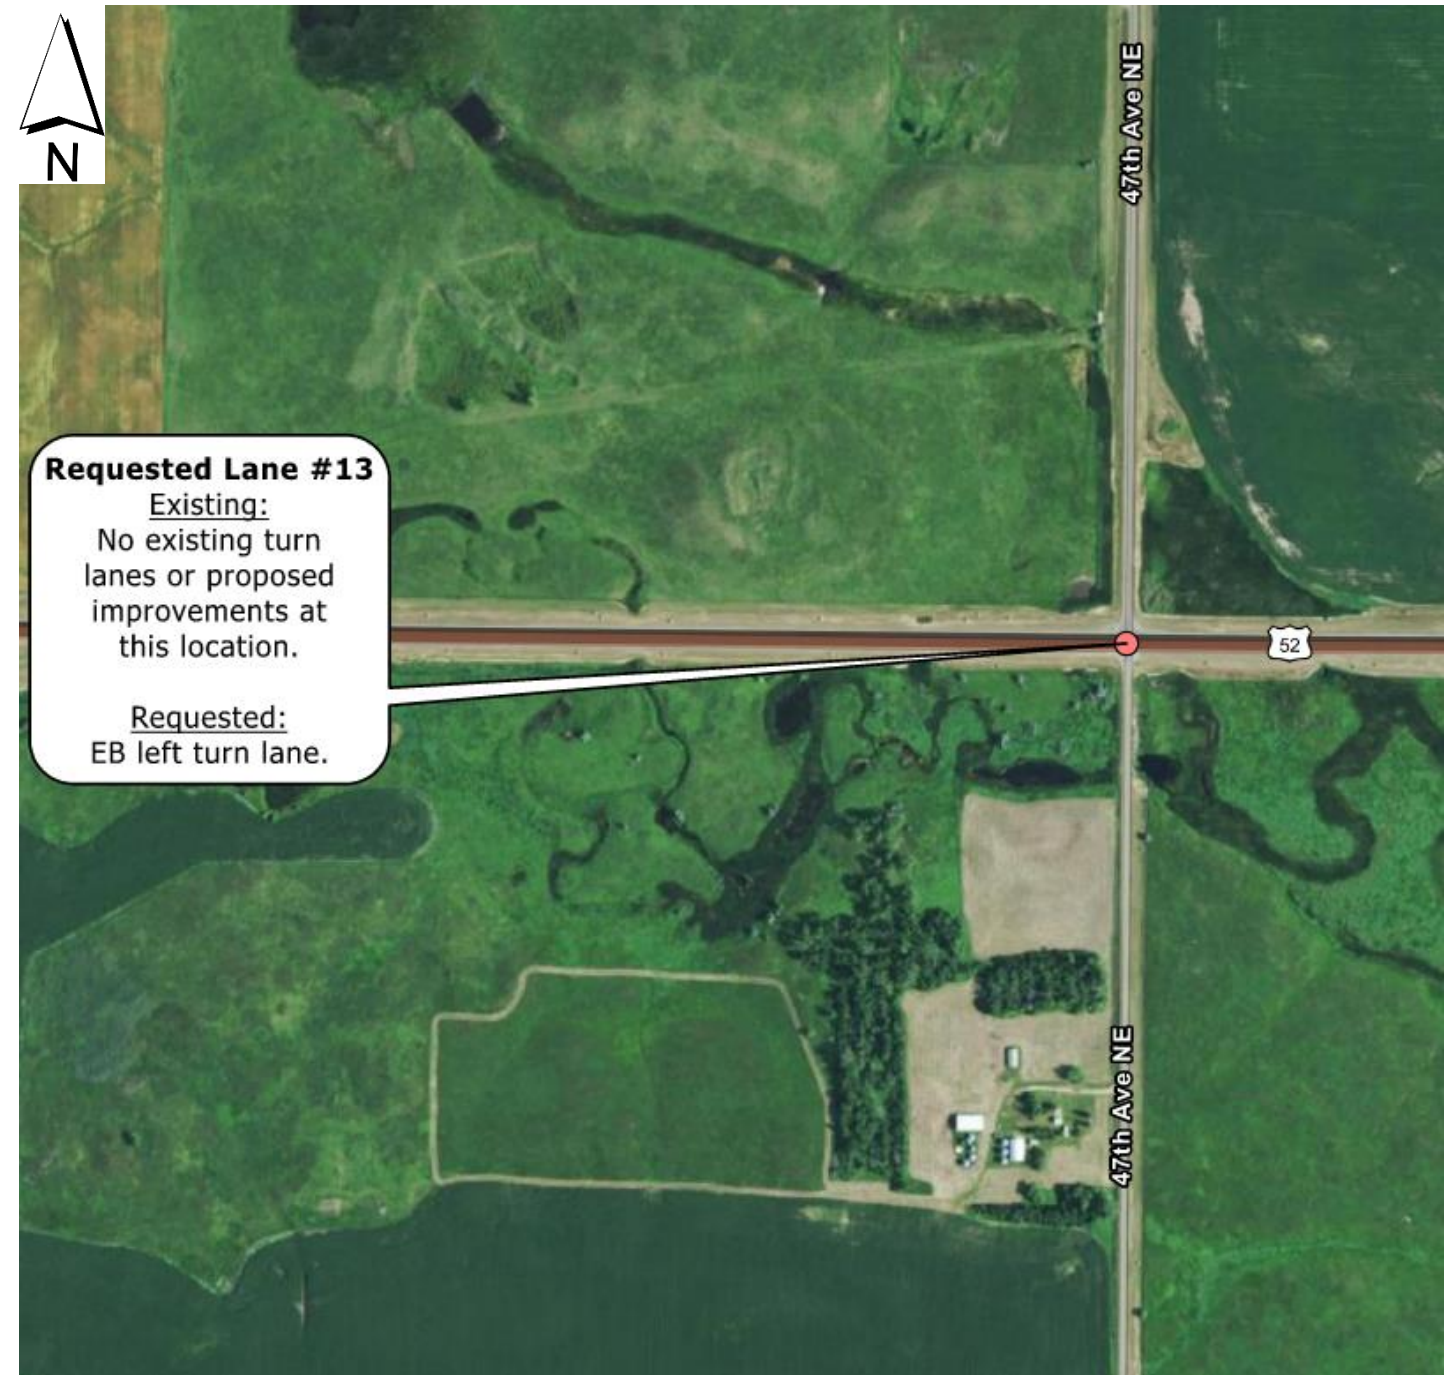 N
47th Ave NE
Requested Lane #13
Existing:
No existing turn
lanes or proposed
improvements at
this location.
Requested:
EB left turn lane.
52
47th Ave NE